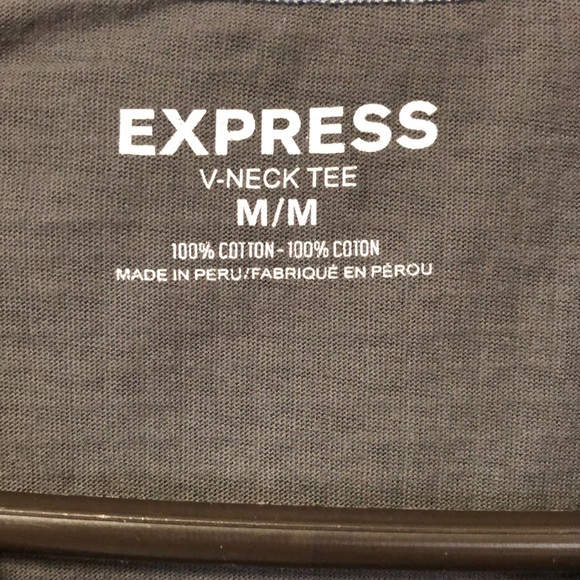 EXPRESS
V-NECK TEE
M/M
100% COTTON - 100% COTON
MADE IN PERU/FABRIQUÉ EN PÉROU